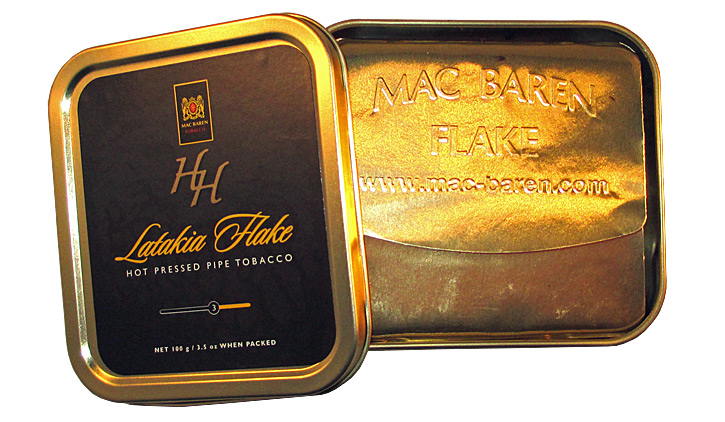 MAC BAREN
TOBACCO
HH
Latakia Flake
HOT PRESSED PIPE TOBACCO
3
NET 100 g / 3.5 oz WHEN PACKED
MAC BAREN
FLAKE
www.mac-baren.com